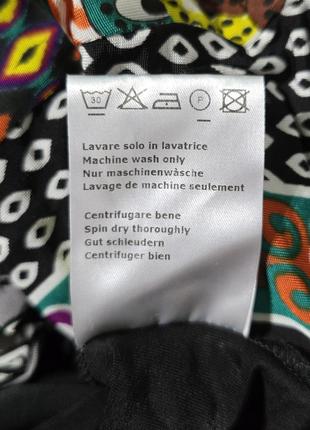 30 P
Lavare solo in lavatrice
Machine wash only
Nur maschinenwäsche
Lavage de machine seulement
Centrifugare bene
Spin dry thoroughly
Gut schleudern
Centrifuger bien